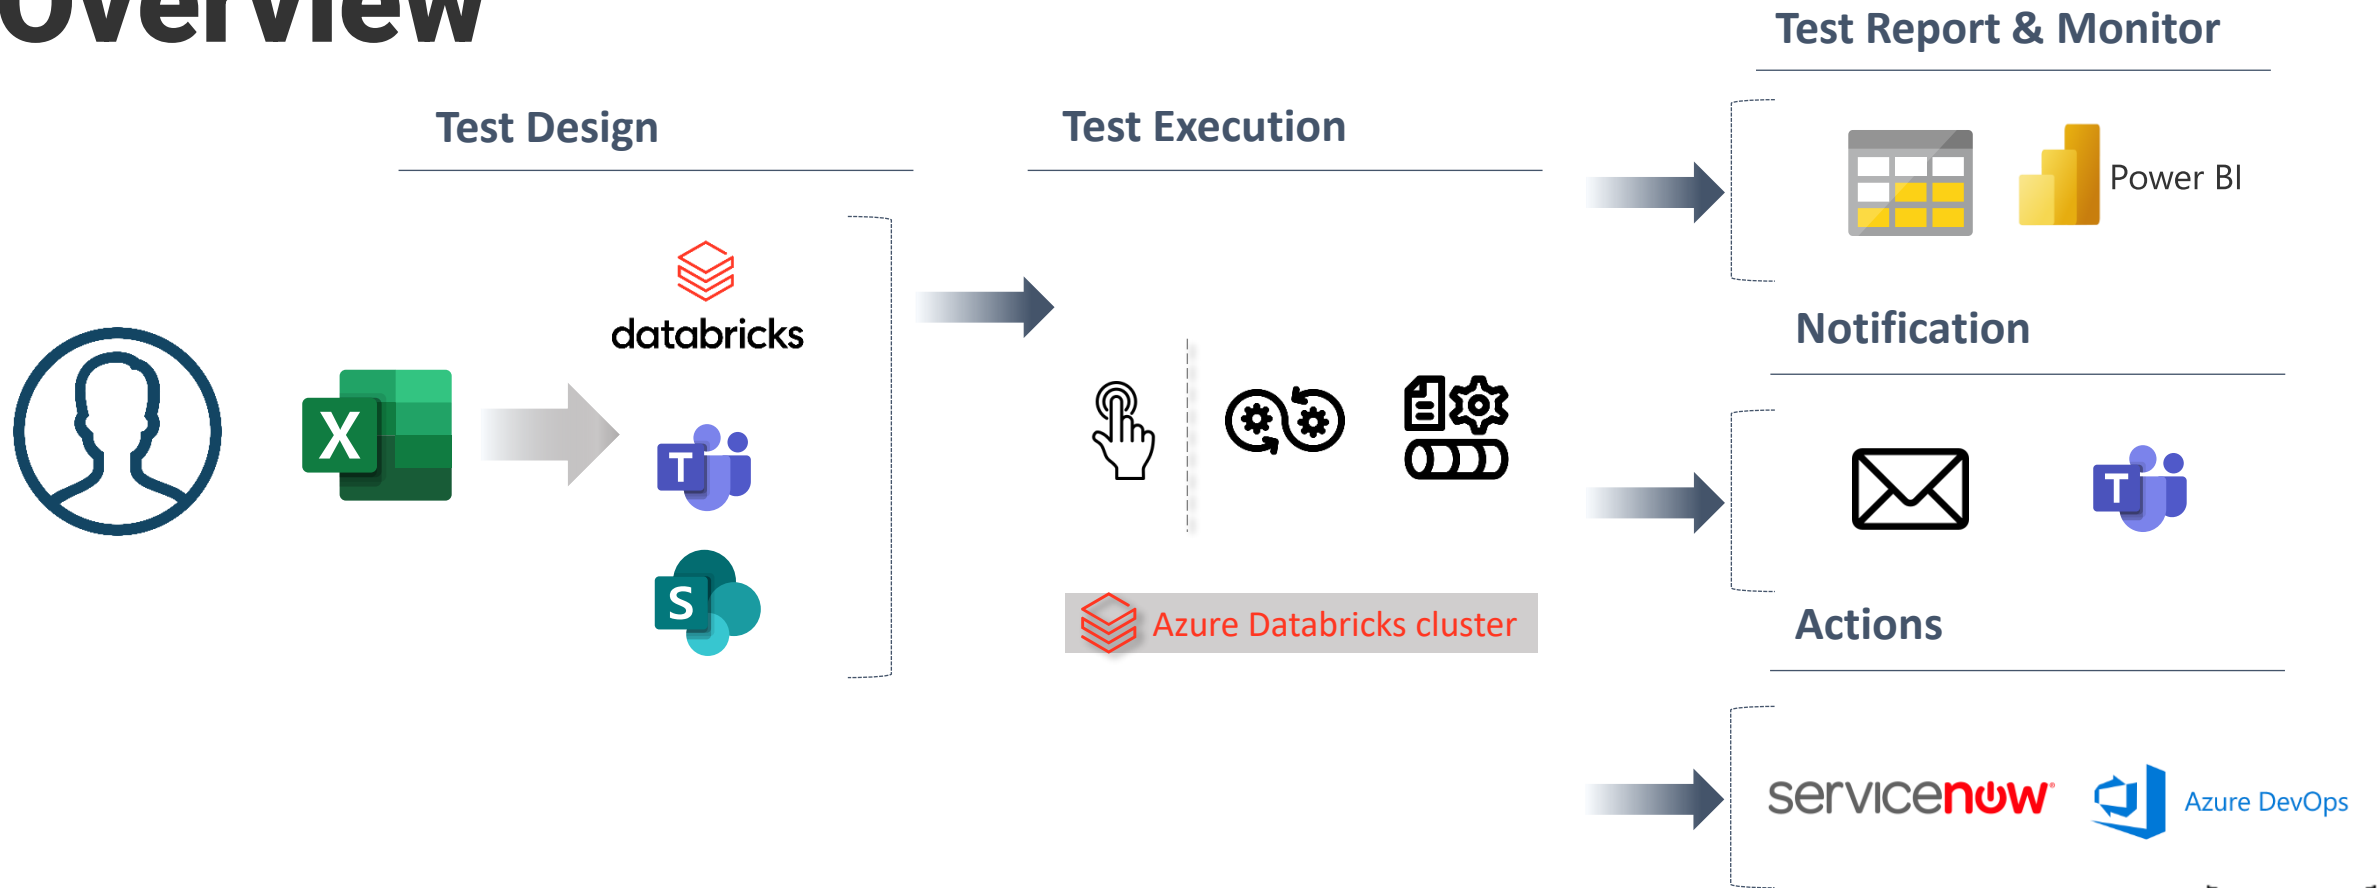 Overview
Test Report & Monitor
Test Design
Test Execution
Power BI
databricks
Notification
X
T
T
S
Azure Databricks cluster
Actions
servicenow
Azure DevOps